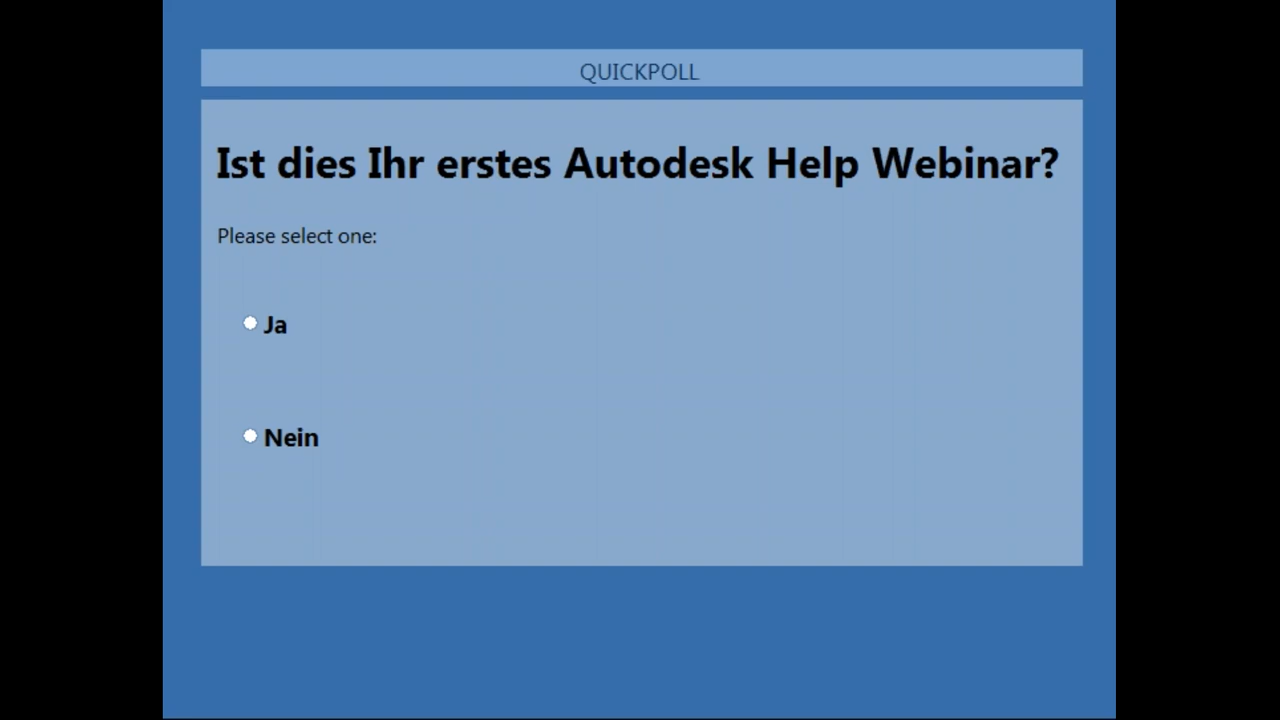 QUICKPOLL
Ist dies Ihr erstes Autodesk Help Webinar?
Please select one:
Ja
Nein